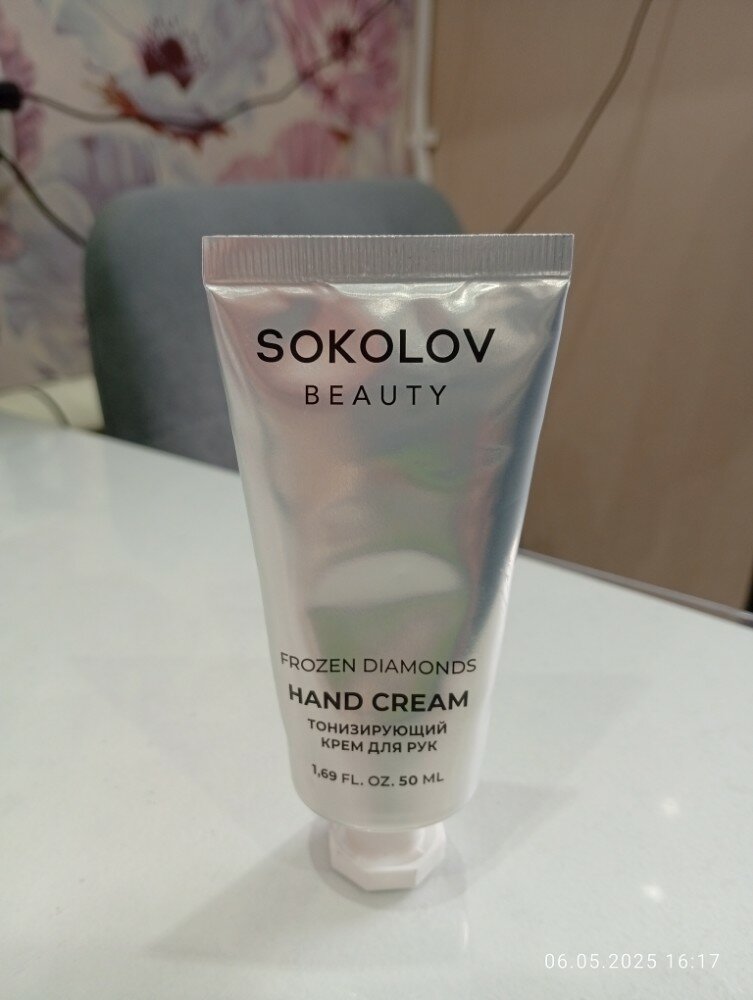 SOKOLOV
BEAUTY
FROZEN DIAMONDS
HAND CREAM
ТОНИЗИРУЮЩИЙ
КРЕМ ДЛЯ РУК
1,69 FL. OZ. 50 ML
06.05.2025 16:17